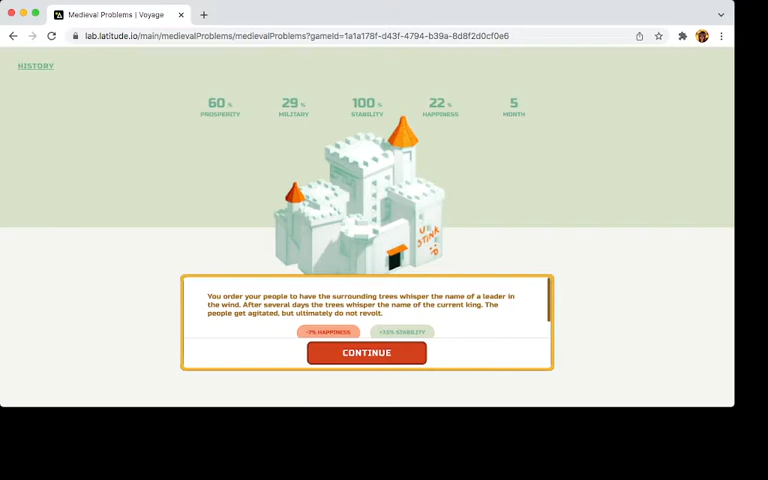 Medieval Problems | Voyage
lab.latitude.io/main/medievalProblems/medievalProblems?gameId=1a1a178f-d43f-4794-b39a-8d8f2d0cf0e6
HISTORY
60 % 29 % 100 % 22 % 5
PROSPERITY MILITARY STABILITY HAPPINESS MONTH
U
STINK
You order your people to have the surrounding trees whisper the name of a leader in
the wind. After several days the trees whisper the name of the current king. The
people get agitated, but ultimately do not revolt.
-7% HAPPINESS
CONTINUE